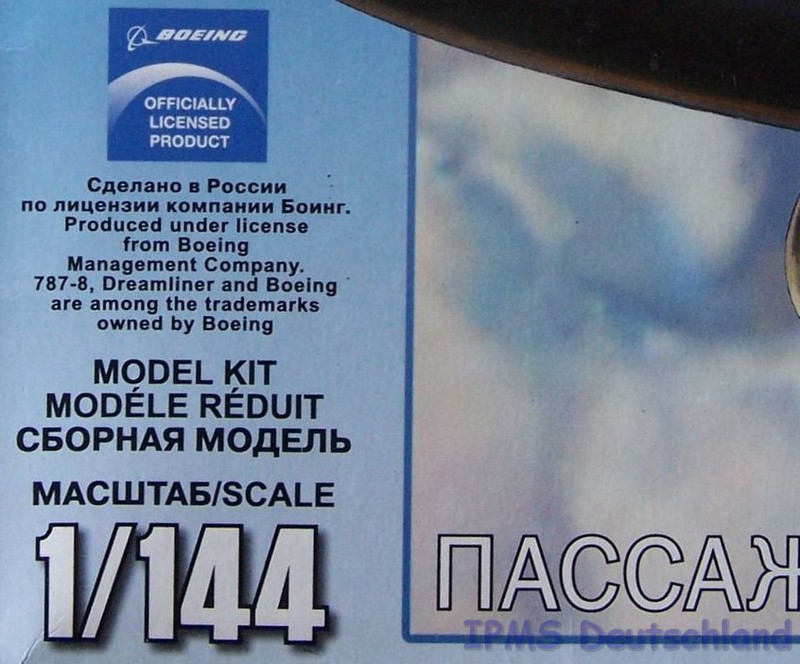 BOEING
OFFICIALLY
LICENSED
PRODUCT
Сделано в России
по лицензии компании Боинг.
Produced under license
from Boeing
Management Company.
787-8, Dreamliner and Boeing
are among the trademarks
owned by Boeing
MODEL KIT
MODÉLE RÉDUIT
СБОРНАЯ МОДЕЛЬ
МАСШТАБ/SCALE
1/144
ПАССАЖ
IPMS Deutschland